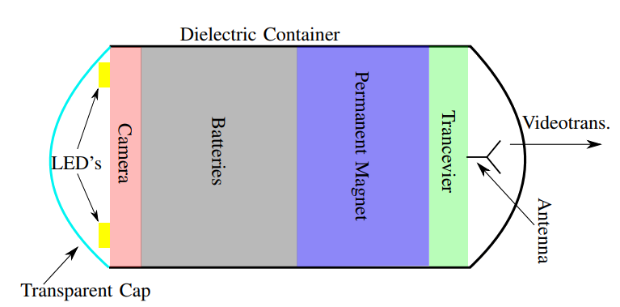 Dielectric Container
LED's
Camera
Batteries
Permanent Magnet
Trancevier
Videotrans.
Antenna
Transparent Cap